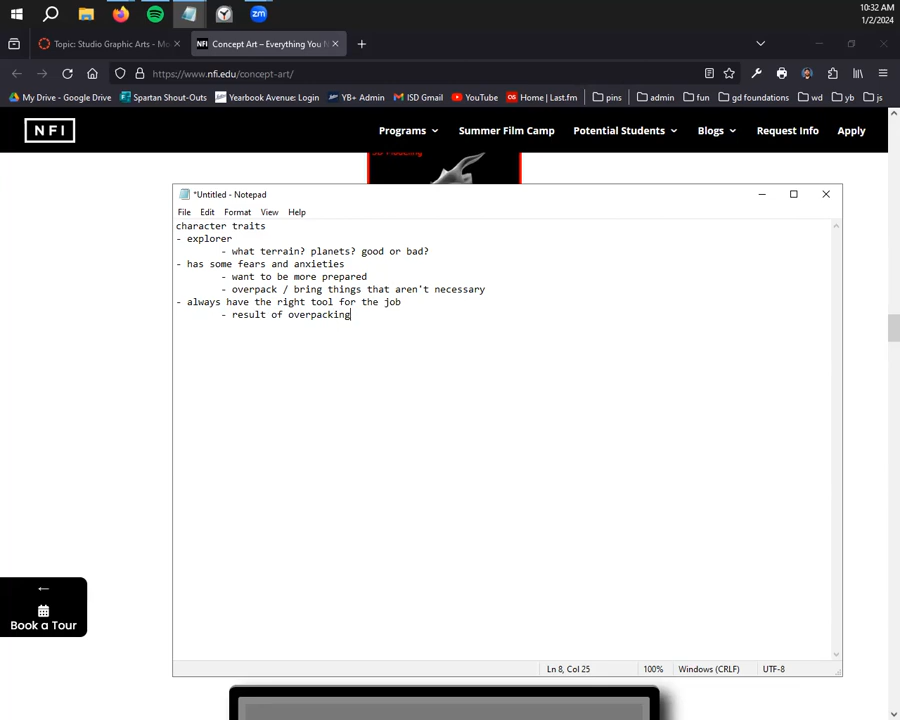 10:32 AM
1/2/2024
Topic: Studio Graphic Arts - Mo
NFI Concept Art – Everything You N
https://www.nfi.edu/concept-art/
My Drive - Google Drive Spartan Shout-Outs Yearbook Avenue: Login YB+ Admin ISD Gmail YouTube Home | Last.fm pins admin fun gd foundations wd yb js
NFI Programs Summer Film Camp Potential Students Blogs Request Info Apply
3D Modeling
*Untitled - Notepad
File Edit Format View Help
character traits
- explorer
- what terrain? planets? good or bad?
- has some fears and anxieties
- want to be more prepared
- overpack / bring things that aren't necessary
- always have the right tool for the job
- result of overpacking
Book a Tour
Ln 8, Col 25 100% Windows (CRLF) UTF-8